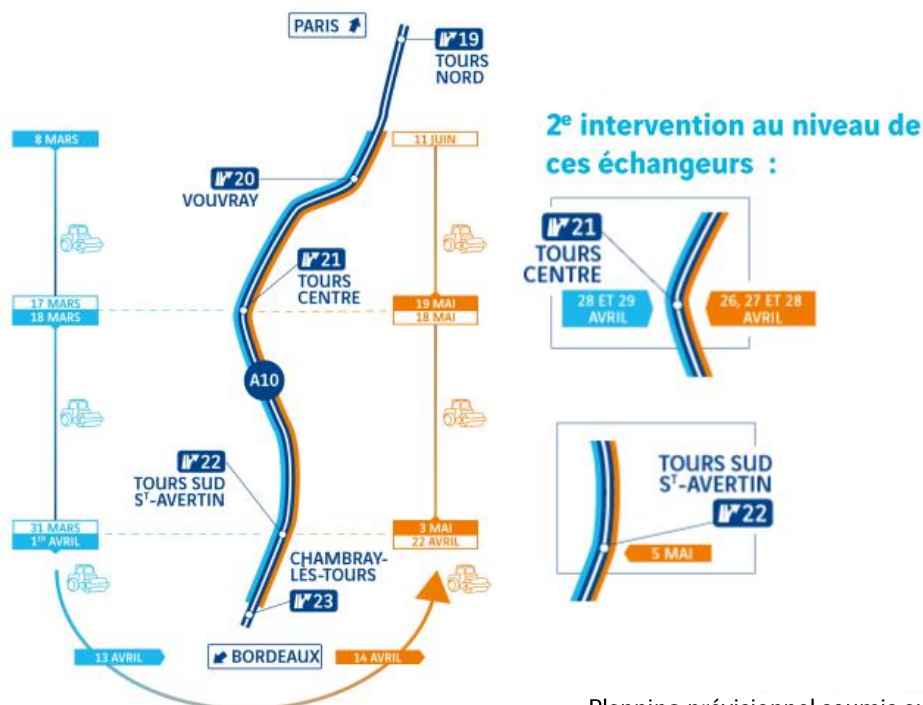 PARIS
19
TOURS
NORD
8 MARS
11 JUIN
20
VOUVRAY
21
TOURS
CENTRE
17 MARS
18 MARS
19 MAI
18 MAI
A10
22
TOURS SUD
Sᵀ-AVERTIN
31 MARS
1ᵉʳ AVRIL
3 MAI
22 AVRIL
CHAMBRAY-
LÈS-TOURS
23
13 AVRIL
BORDEAUX
14 AVRIL
2ᵉ intervention au niveau de
ces échangeurs :
21
TOURS
CENTRE
28 ET 29
AVRIL
26, 27 ET 28
AVRIL
TOURS SUD
Sᵀ-AVERTIN
22
5 MAI
Planning prévisionnel soumis